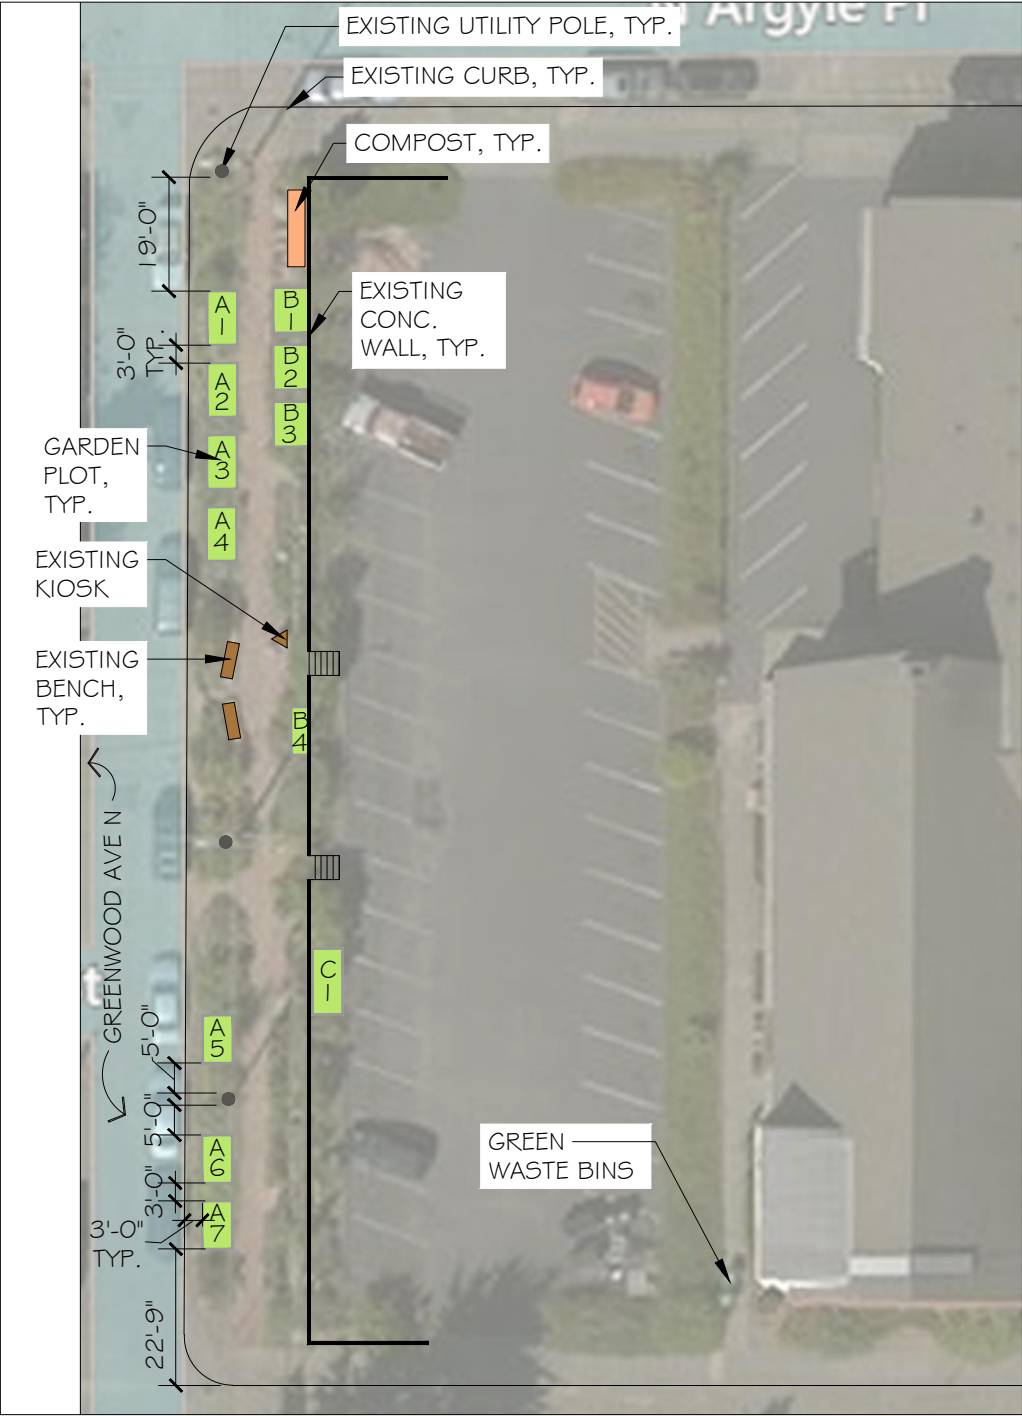 N Argyle Pl
EXISTING UTILITY POLE, TYP.
EXISTING CURB, TYP.
COMPOST, TYP.
19'-0"
EXISTING
CONC.
WALL, TYP.
A
1
B
1
3'-0"
TYP.
B
2
A
2
B
3
GARDEN
PLOT,
TYP.
A
3
A
4
EXISTING
KIOSK
EXISTING
BENCH,
TYP.
B
4
GREENWOOD AVE N
C
1
t
5'-0"
A
5
5'-0"
GREEN
WASTE BINS
A
6
3'-0"
A
7
3'-0"
TYP.
22'-9"